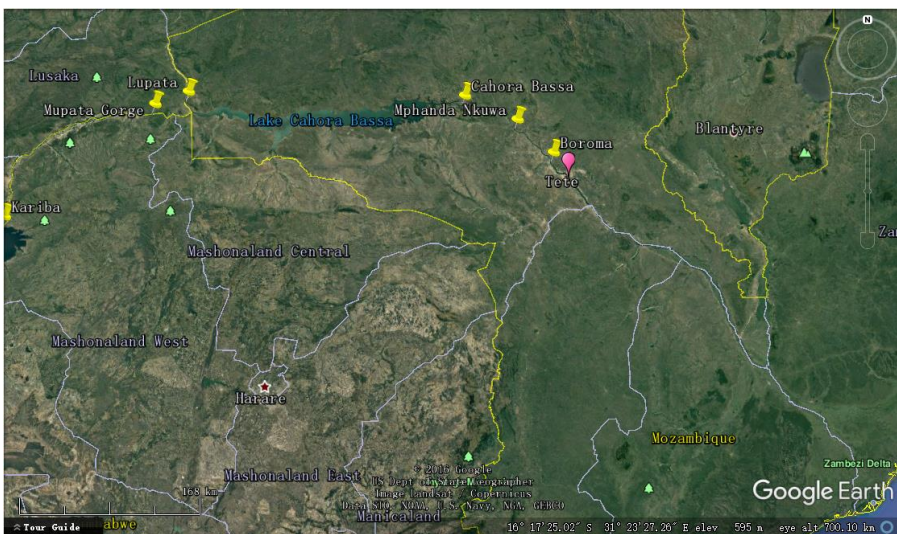 N
Lusaka
Lupata
Cahora Bassa
Mupata Gorge
Mphanda Nkuwa
Lake Cahora Bassa
Blantyre
Boroma
Tete
Kariba
Za
Mashonaland Central
Mashonaland West
Harare
Mozambique
Zambezi Delta
© 2016 Google
Mashonaland East
US Dept of State Geographer
Image Landsat / Copernicus
168 km
Google Earth
Data SIO, NOAA, U.S. Navy, NGA, GEBCO
Manicaland
Tour Guide
abwe
16° 17′25.02″ S 31° 23′27.26″ E elev 595 m eye alt 700.10 km